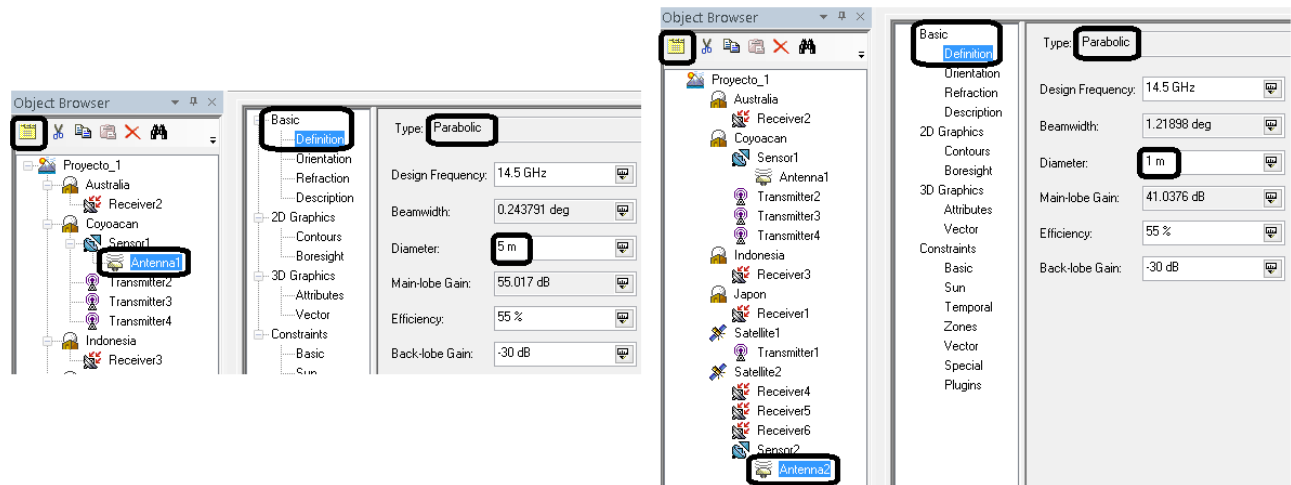 Object Browser
Proyecto_1
Australia
Receiver2
Coyoacan
Sensor1
Antenna1
Transmitter2
Transmitter3
Transmitter4
Indonesia
Receiver3
Basic
Definition
Orientation
Refraction
Description
2D Graphics
Contours
Boresight
3D Graphics
Attributes
Vector
Constraints
Basic
Sun
Type: Parabolic
Design Frequency: 14.5 GHz
Beamwidth: 0.243791 deg
Diameter: 5 m
Main-lobe Gain: 55.017 dB
Efficiency: 55 %
Back-lobe Gain: -30 dB
Object Browser
Proyecto_1
Australia
Receiver2
Coyoacan
Sensor1
Antenna1
Transmitter2
Transmitter3
Transmitter4
Indonesia
Receiver3
Japon
Receiver1
Satellite1
Transmitter1
Satellite2
Receiver4
Receiver5
Receiver6
Sensor2
Antenna2
Basic
Definition
Orientation
Refraction
Description
2D Graphics
Contours
Boresight
3D Graphics
Attributes
Vector
Constraints
Basic
Sun
Temporal
Zones
Vector
Special
Plugins
Type: Parabolic
Design Frequency: 14.5 GHz
Beamwidth: 1.21898 deg
Diameter: 1 m
Main-lobe Gain: 41.0376 dB
Efficiency: 55 %
Back-lobe Gain: -30 dB